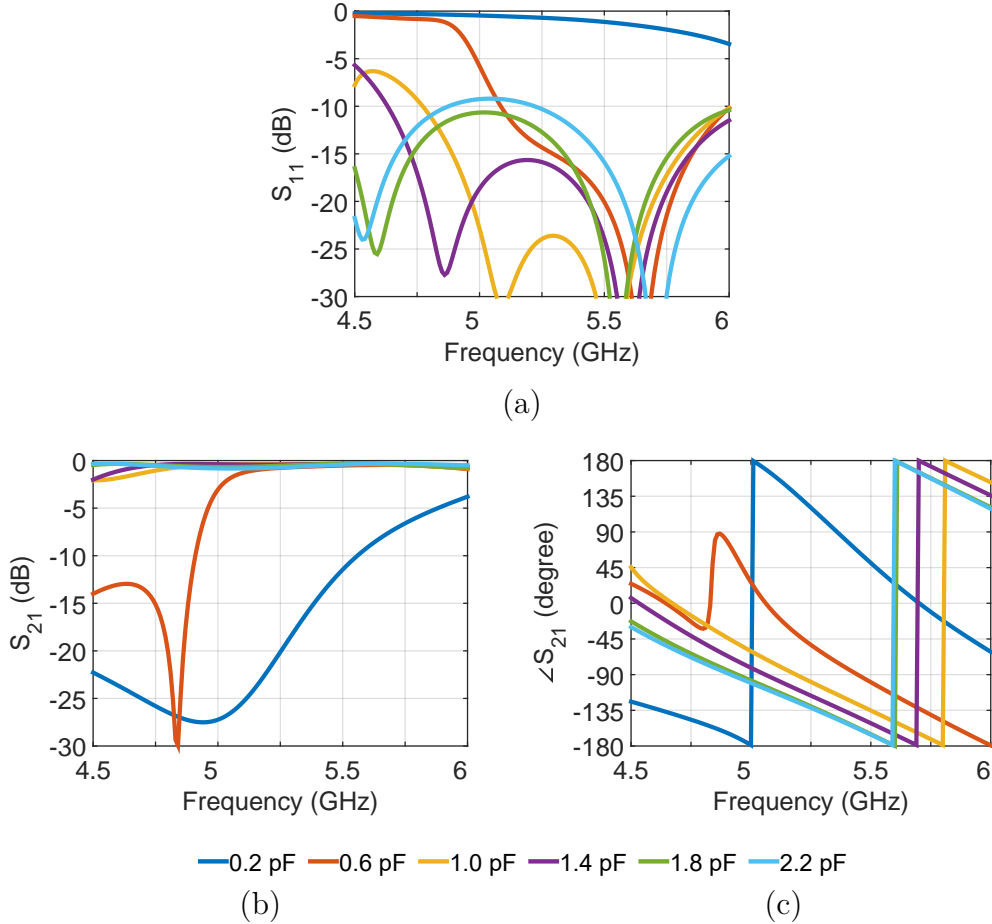 0
-5
-10
-15
-20
-25
-30
S11 (dB)
4.5 5 5.5 6
Frequency (GHz)
(a)
0
-5
-10
-15
-20
-25
-30
S21 (dB)
4.5 5 5.5 6
Frequency (GHz)
180
135
90
45
0
-45
-90
-135
-180
∠S21 (degree)
4.5 5 5.5 6
Frequency (GHz)
0.2 pF 0.6 pF 1.0 pF 1.4 pF 1.8 pF 2.2 pF
(b) (c)